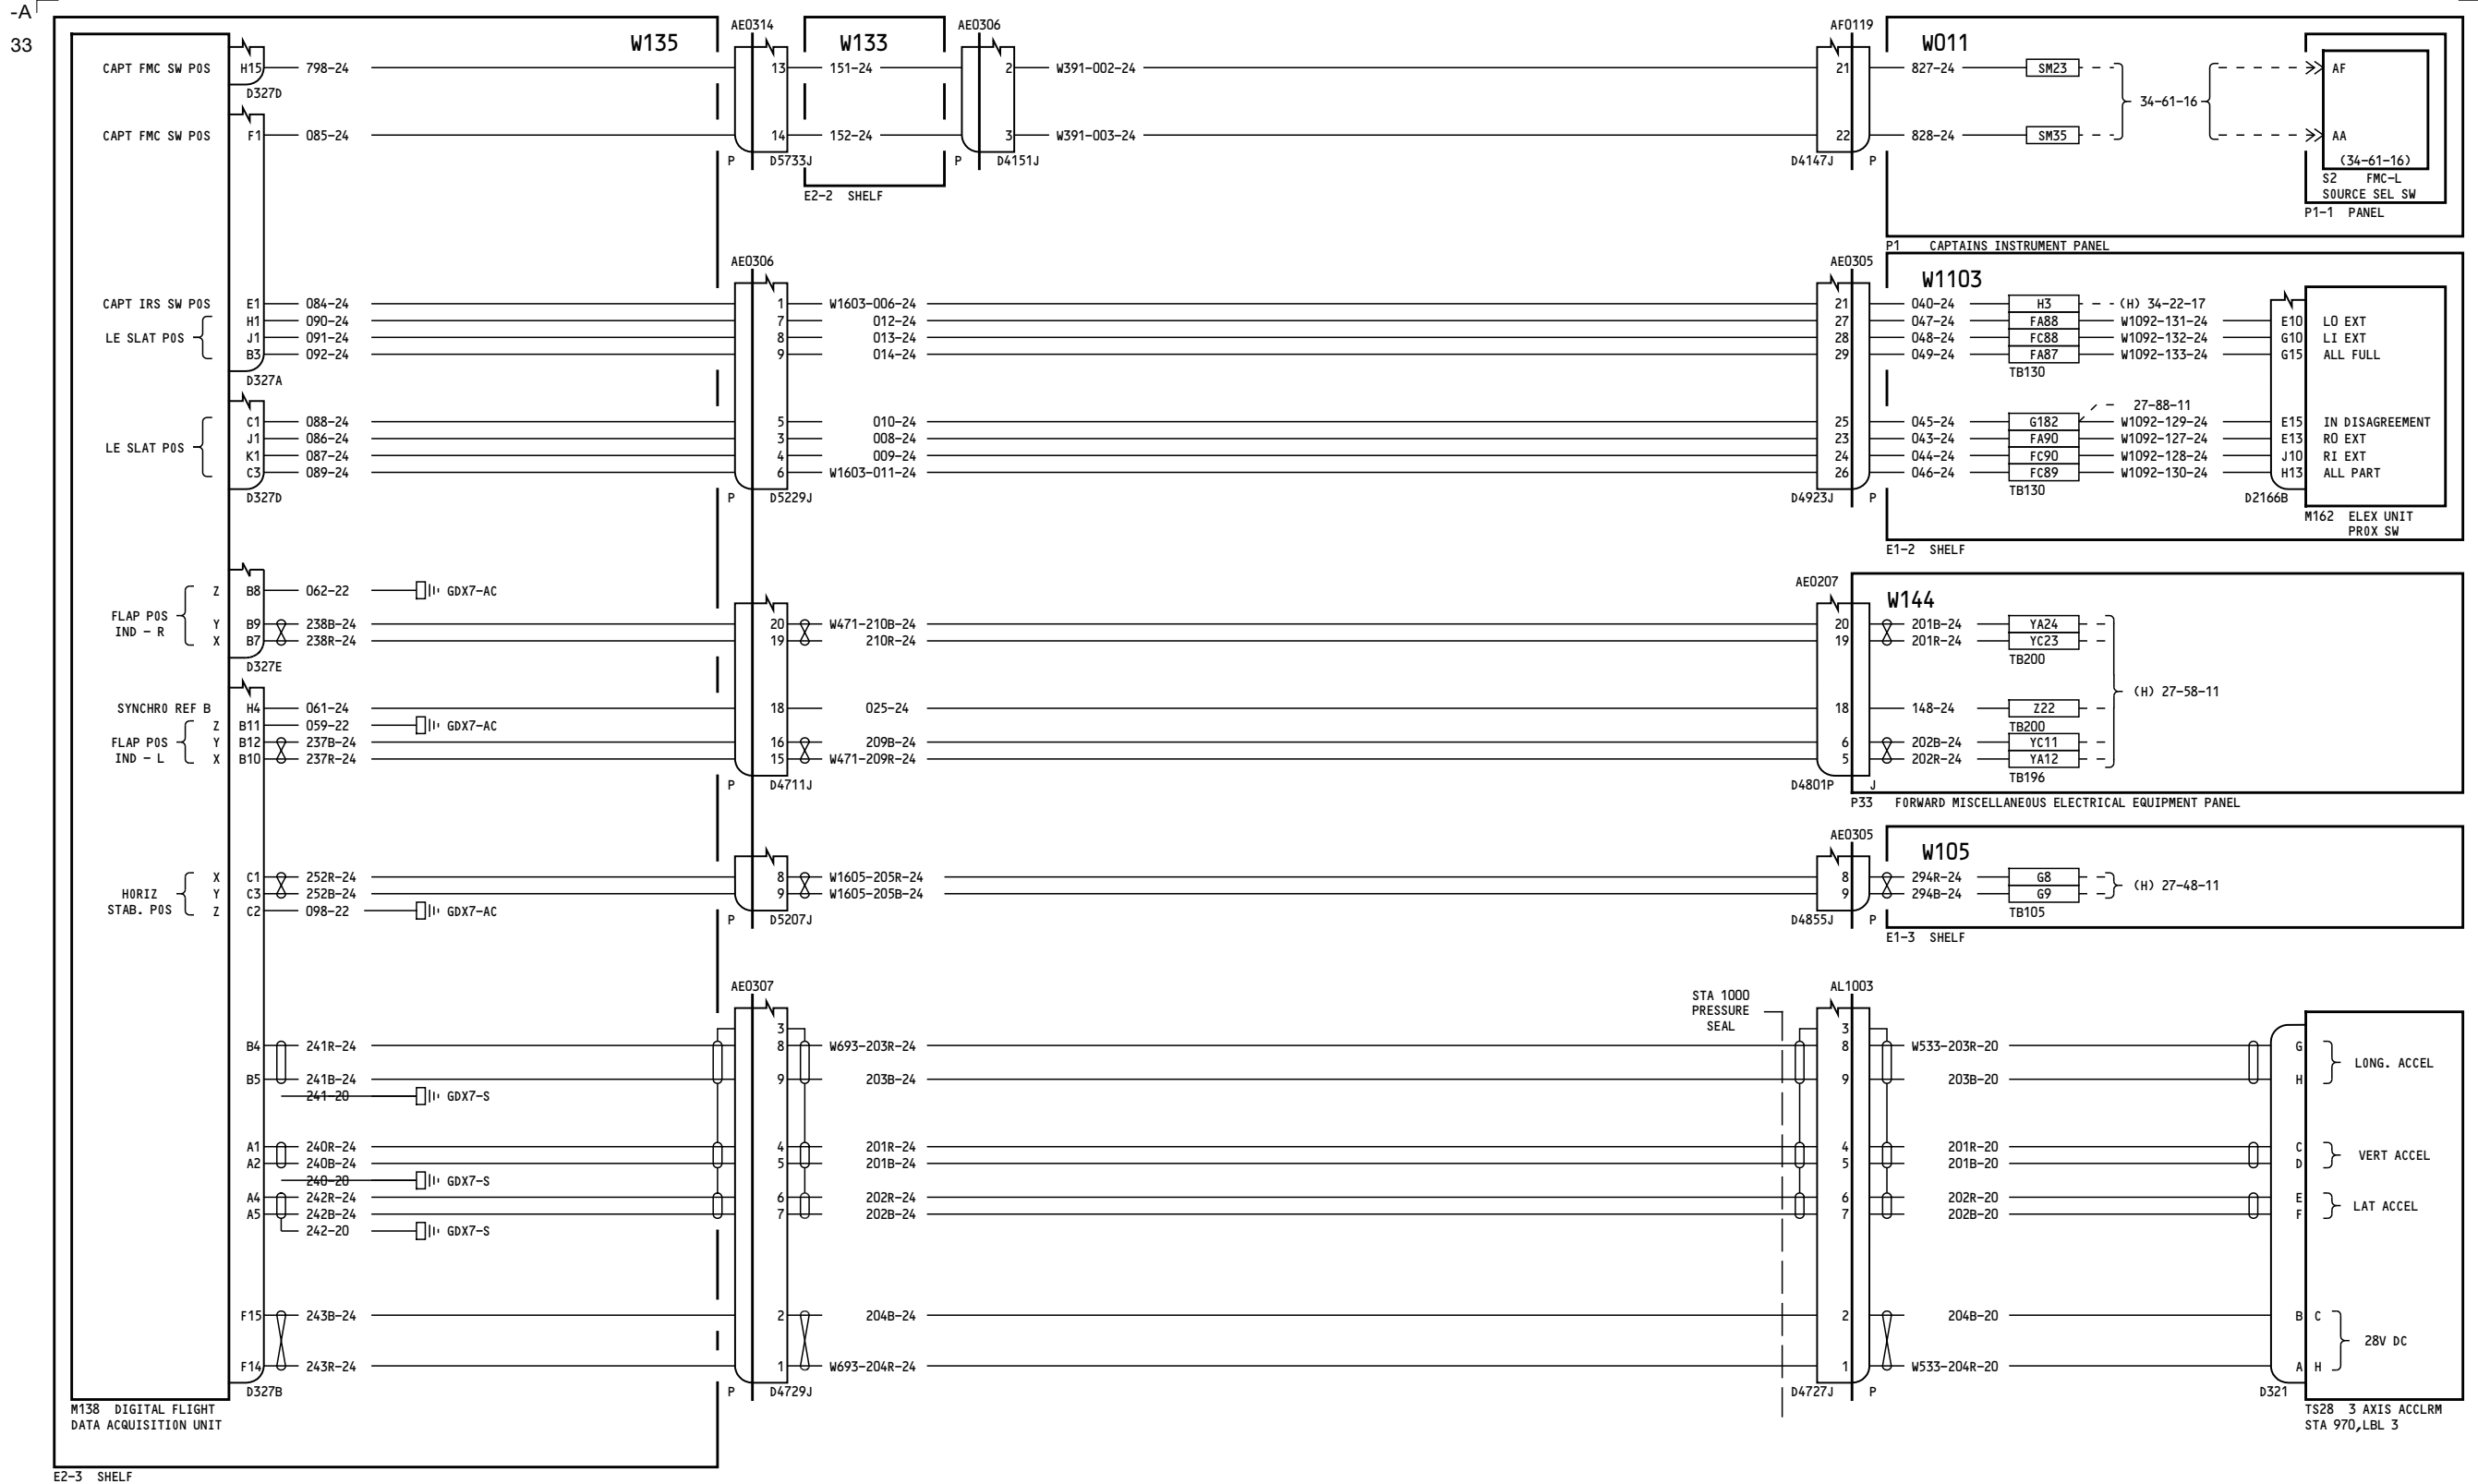 -A
33
AE0314 AE0306 AF0119
W135 W133 W011
CAPT FMC SW POS H15 798-24 13 151-24 2 W391-002-24 21 827-24 SM23 AF
D327D
34-61-16
CAPT FMC SW POS F1 085-24 14 152-24 3 W391-003-24 22 828-24 SM35 AA
P D5733J P D4151J D4147J P (34-61-16)
E2-2 SHELF
S2 FMC-L
SOURCE SEL SW
P1-1 PANEL
P1 CAPTAINS INSTRUMENT PANEL
AE0306 AE0305
W1103
CAPT IRS SW POS E1 084-24 1 W1603-006-24 21 040-24 H3 (H) 34-22-17
H1 090-24 7 012-24 27 047-24 FA88 W1092-131-24 E10 LO EXT
LE SLAT POS J1 091-24 8 013-24 28 048-24 FC88 W1092-132-24 G10 LI EXT
B3 092-24 9 014-24 29 049-24 FA87 W1092-133-24 G15 ALL FULL
D327A TB130
27-88-11
C1 088-24 5 010-24 25 045-24 G182 W1092-129-24 E15 IN DISAGREEMENT
J1 086-24 3 008-24 23 043-24 FA90 W1092-127-24 E13 RO EXT
LE SLAT POS K1 087-24 4 009-24 24 044-24 FC90 W1092-128-24 J10 RI EXT
C3 089-24 6 W1603-011-24 26 046-24 FC89 W1092-130-24 H13 ALL PART
D327D P D5229J D4923J P TB130 D2166B
M162 ELEX UNIT
PROX SW
E1-2 SHELF
AE0207
W144
Z B8 062-22 GDX7-AC
FLAP POS
IND - R
Y B9 238B-24 20 W471-210B-24 20 201B-24 YA24
X B7 238R-24 19 210R-24 19 201R-24 YC23
D327E TB200
(H) 27-58-11
SYNCHRO REF B H4 061-24 18 025-24 18 148-24 Z22
Z B11 059-22 GDX7-AC TB200
FLAP POS Y B12 237B-24 16 209B-24 6 202B-24 YC11
IND - L X B10 237R-24 15 W471-209R-24 5 202R-24 YA12
P D4711J D4801P J TB196
P33 FORWARD MISCELLANEOUS ELECTRICAL EQUIPMENT PANEL
AE0305
W105
X C1 252R-24 8 W1605-205R-24 8 294R-24 G8
(H) 27-48-11
HORIZ Y C3 252B-24 9 W1605-205B-24 9 294B-24 G9
STAB. POS Z C2 098-22 GDX7-AC
P D5207J D4855J P TB105
E1-3 SHELF
AE0307 AL1003
STA 1000
PRESSURE
SEAL
3 3
B4 241R-24 8 W693-203R-24 8 W533-203R-20 G
LONG. ACCEL
B5 241B-24 9 203B-24 9 203B-20 H
241-20 GDX7-S
A1 240R-24 4 201R-24 4 201R-20 C
VERT ACCEL
A2 240B-24 5 201B-24 5 201B-20 D
240-20 GDX7-S
A4 242R-24 6 202R-24 6 202R-20 E
LAT ACCEL
A5 242B-24 7 202B-24 7 202B-20 F
242-20 GDX7-S
F15 243B-24 2 204B-24 2 204B-20 B C
28V DC
F14 243R-24 1 W693-204R-24 1 W533-204R-20 A H
D327B P D4729J D4727J P D321
M138 DIGITAL FLIGHT
DATA ACQUISITION UNIT
TS28 3 AXIS ACCLRM
STA 970,LBL 3
E2-3 SHELF